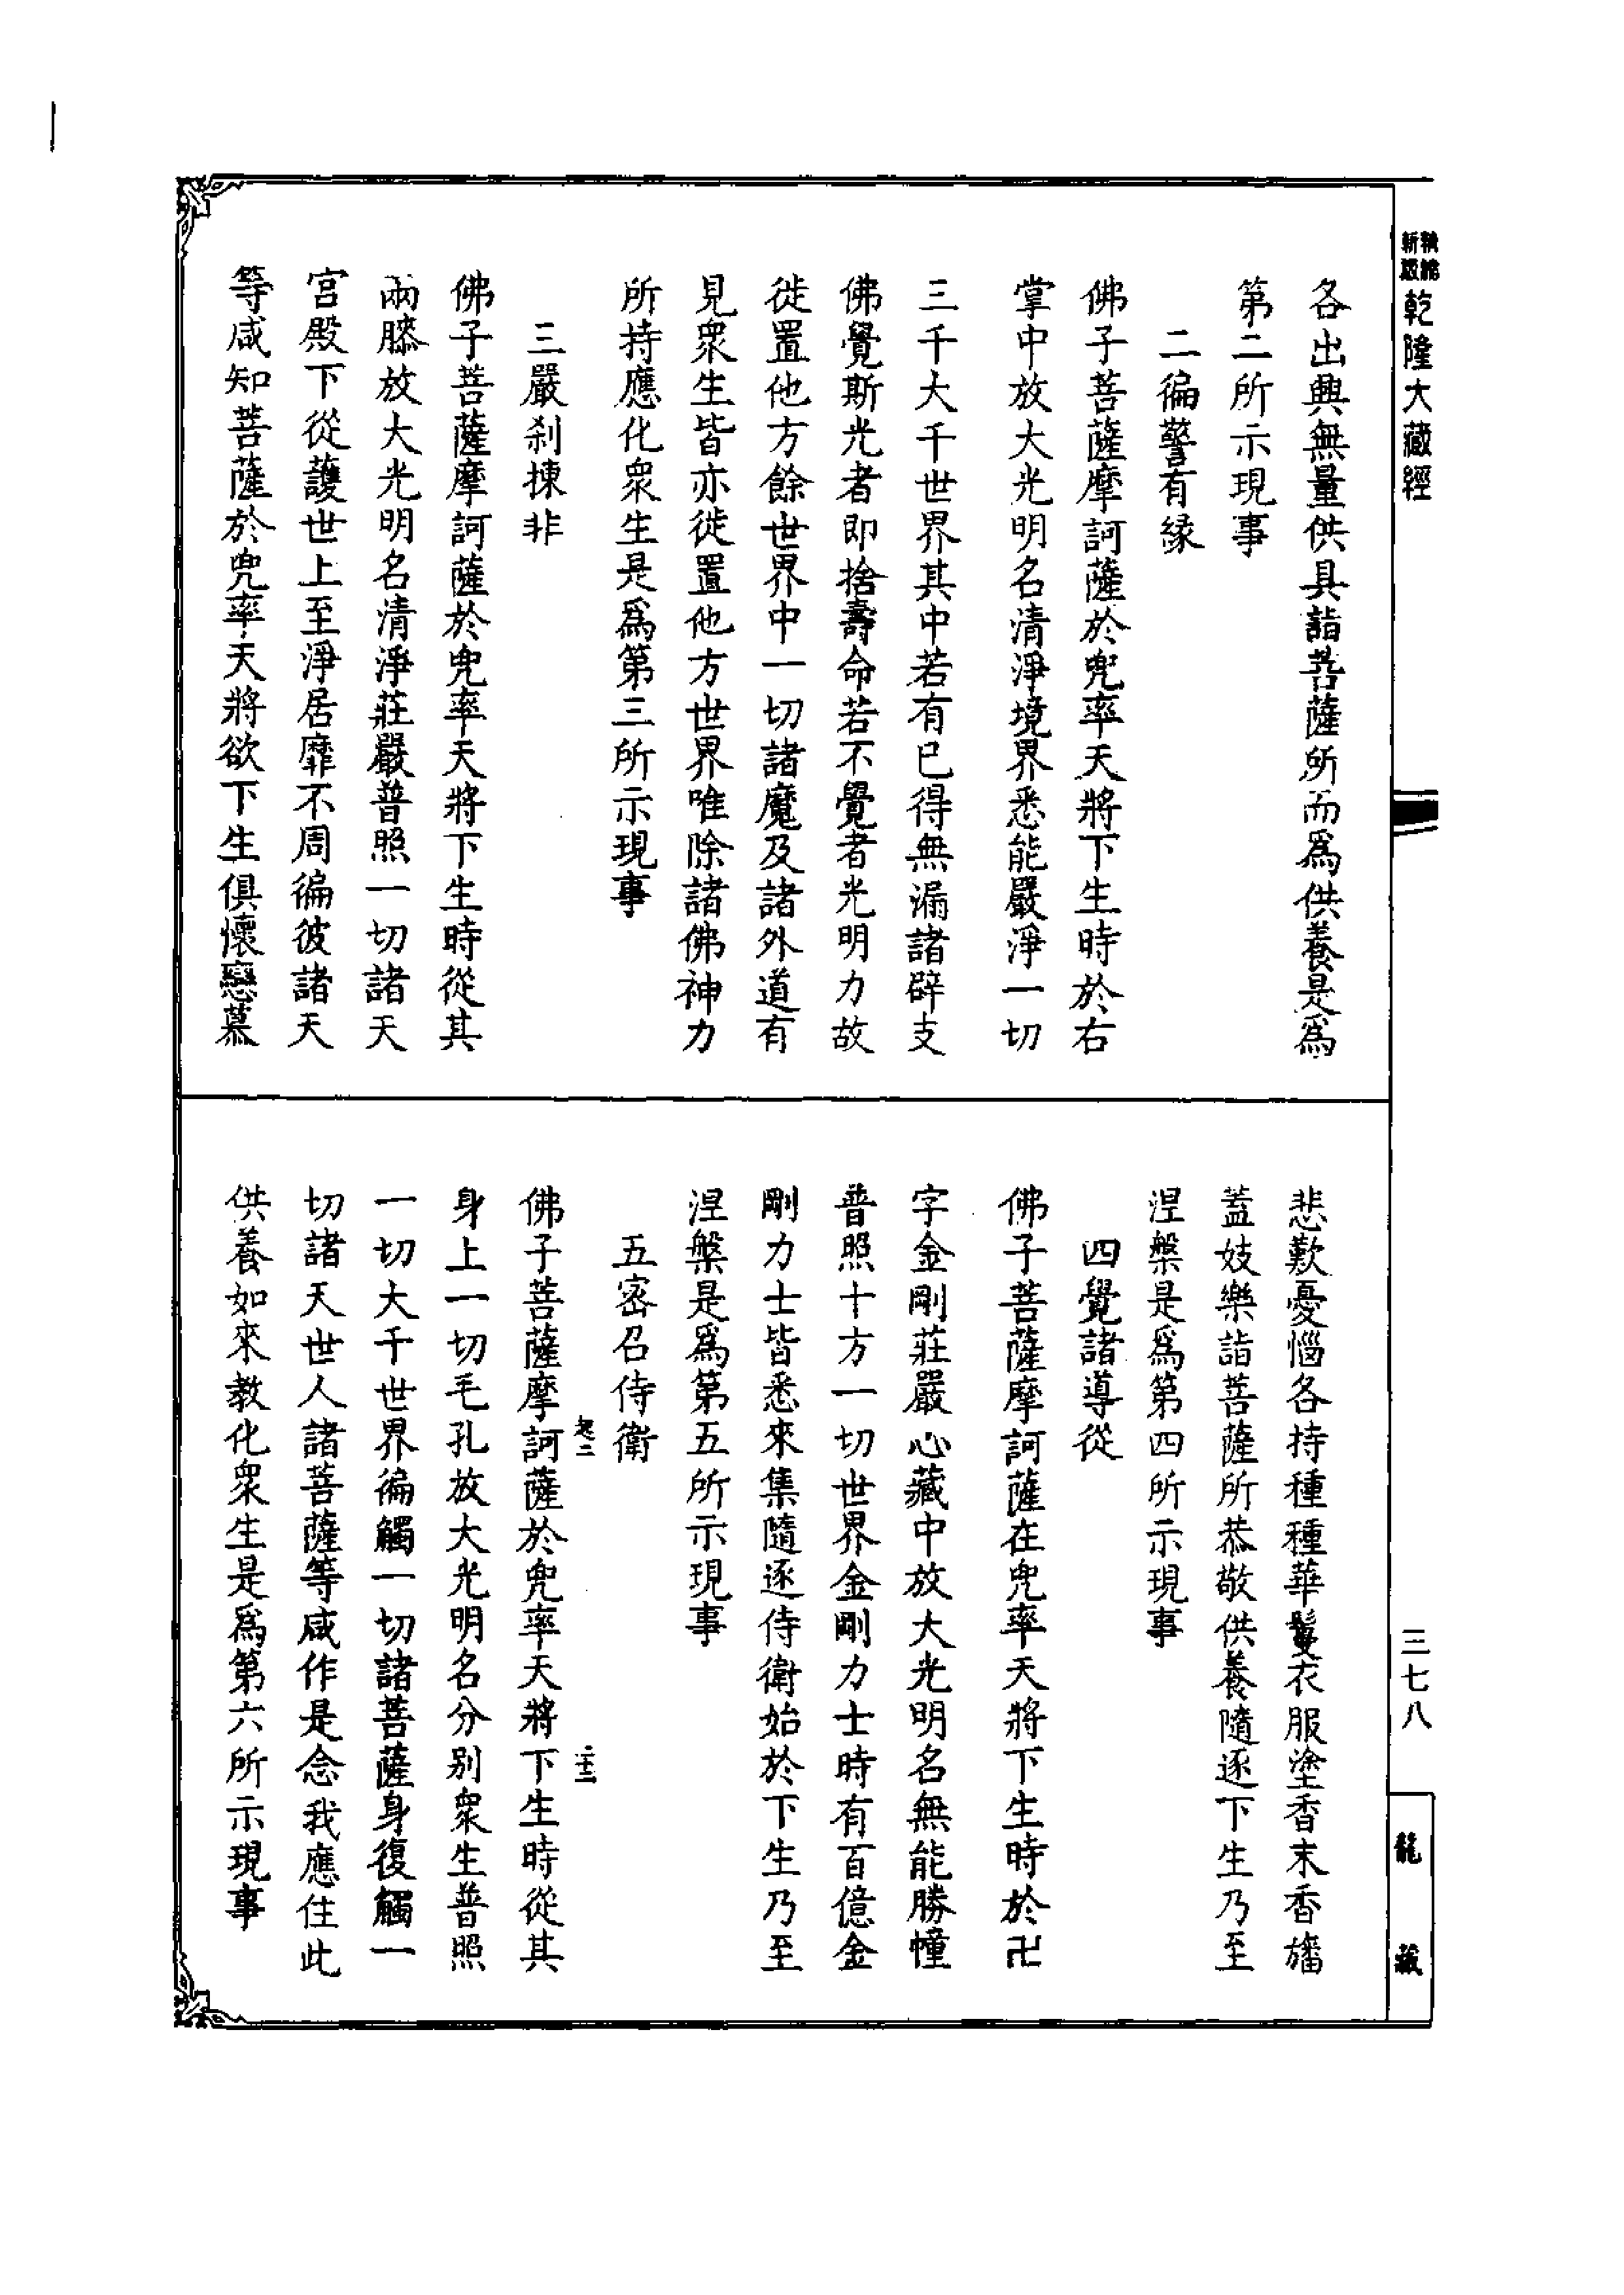 新編縮版乾隆大藏經
各出興無量供具詣菩薩所而為供養是為
第二所示現事
二徧警有緣
佛子菩薩摩訶薩於兜率天將下生時於右
掌中放大光明名清淨境界悉能嚴淨一切
三千大千世界其中若有已得無漏諸辟支
佛覺斯光者即捨壽命若不覺者光明力故
徙置他方餘世界中一切諸魔及諸外道有
見眾生皆亦徙置他方世界唯除諸佛神力
所持應化眾生是為第三所示現事
三嚴剎揀非
佛子菩薩摩訶薩於兜率天將下生時從其
兩膝放大光明名清淨莊嚴普照一切諸天
宮殿下從護世上至淨居靡不周徧彼諸天
等咸知菩薩於兜率天將欲下生俱懷戀慕
悲歎憂惱各持種種華鬘衣服塗香末香旛
蓋妓樂詣菩薩所恭敬供養隨逐下生乃至
涅槃是為第四所示現事
四覺諸導從
佛子菩薩摩訶薩在兜率天將下生時於卍
字金剛莊嚴心藏中放大光明名無能勝幢
普照十方一切世界金剛力士時有百億金
剛力士皆悉來集隨逐侍衛始於下生乃至
涅槃是為第五所示現事
五密召侍衛
佛子菩薩摩訶薩於兜率天將下生時從其
身上一切毛孔放大光明名分別眾生普照
一切大千世界徧觸一切諸菩薩身復觸一
切諸天世人諸菩薩等咸作是念我應住此
供養如來教化眾生是為第六所示現事
三七八
龍藏